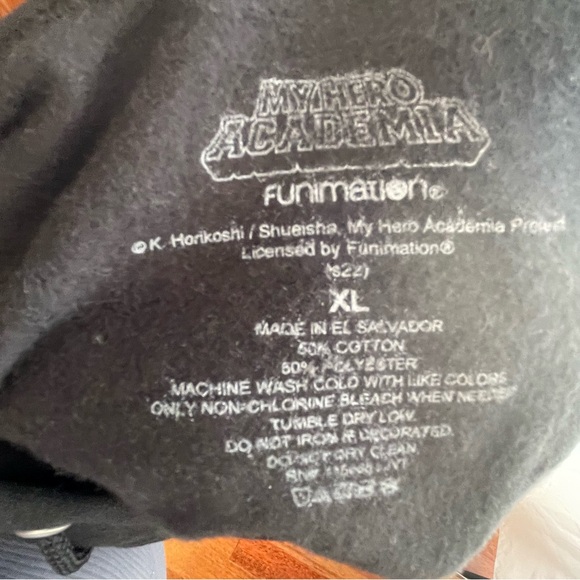 MY HERO
ACADEMIA
FUNIMATION®
© K. Horikoshi / Shueisha, My Hero Academia Project
Licensed by Funimation®
(s22)
XL
MADE IN EL SALVADOR
50% COTTON
50% POLYESTER
MACHINE WASH COLD WITH LIKE COLORS
ONLY NON-CHLORINE BLEACH WHEN NEEDED
TUMBLE DRY LOW.
DO NOT IRON IF DECORATED.
DO NOT DRY CLEAN.
RN#